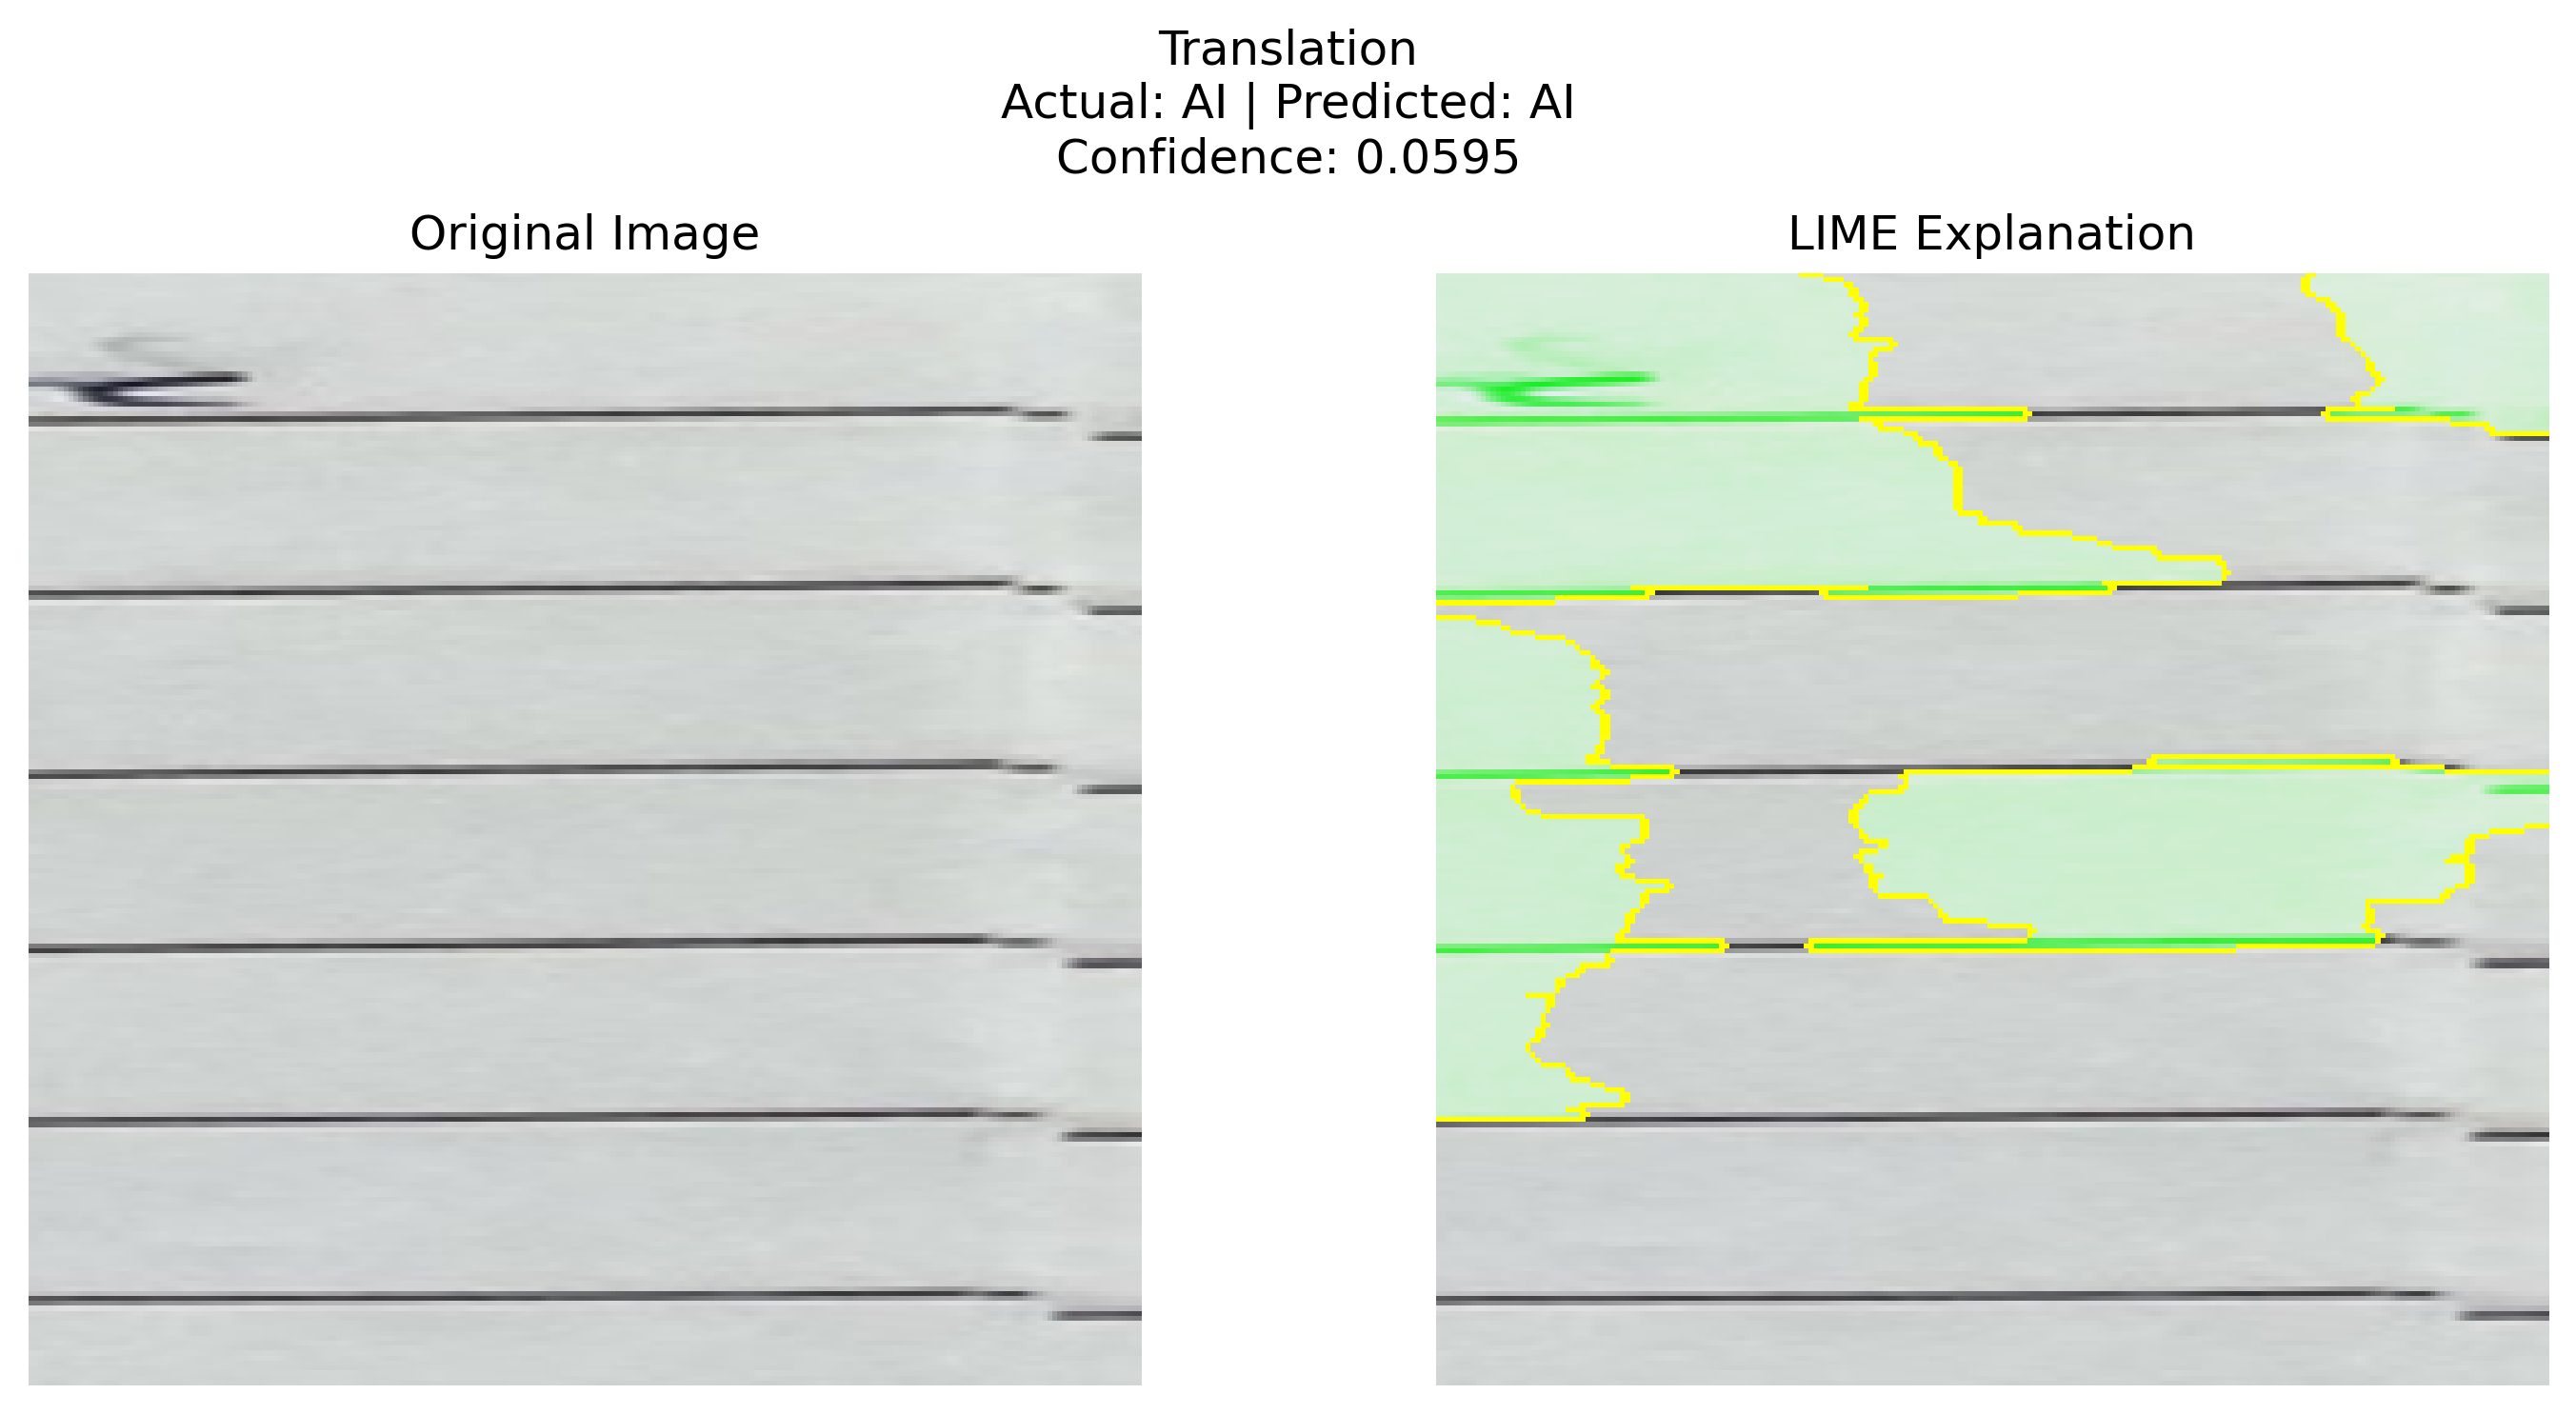 Translation
Actual: AI | Predicted: AI
Confidence: 0.0595
Original Image
LIME Explanation